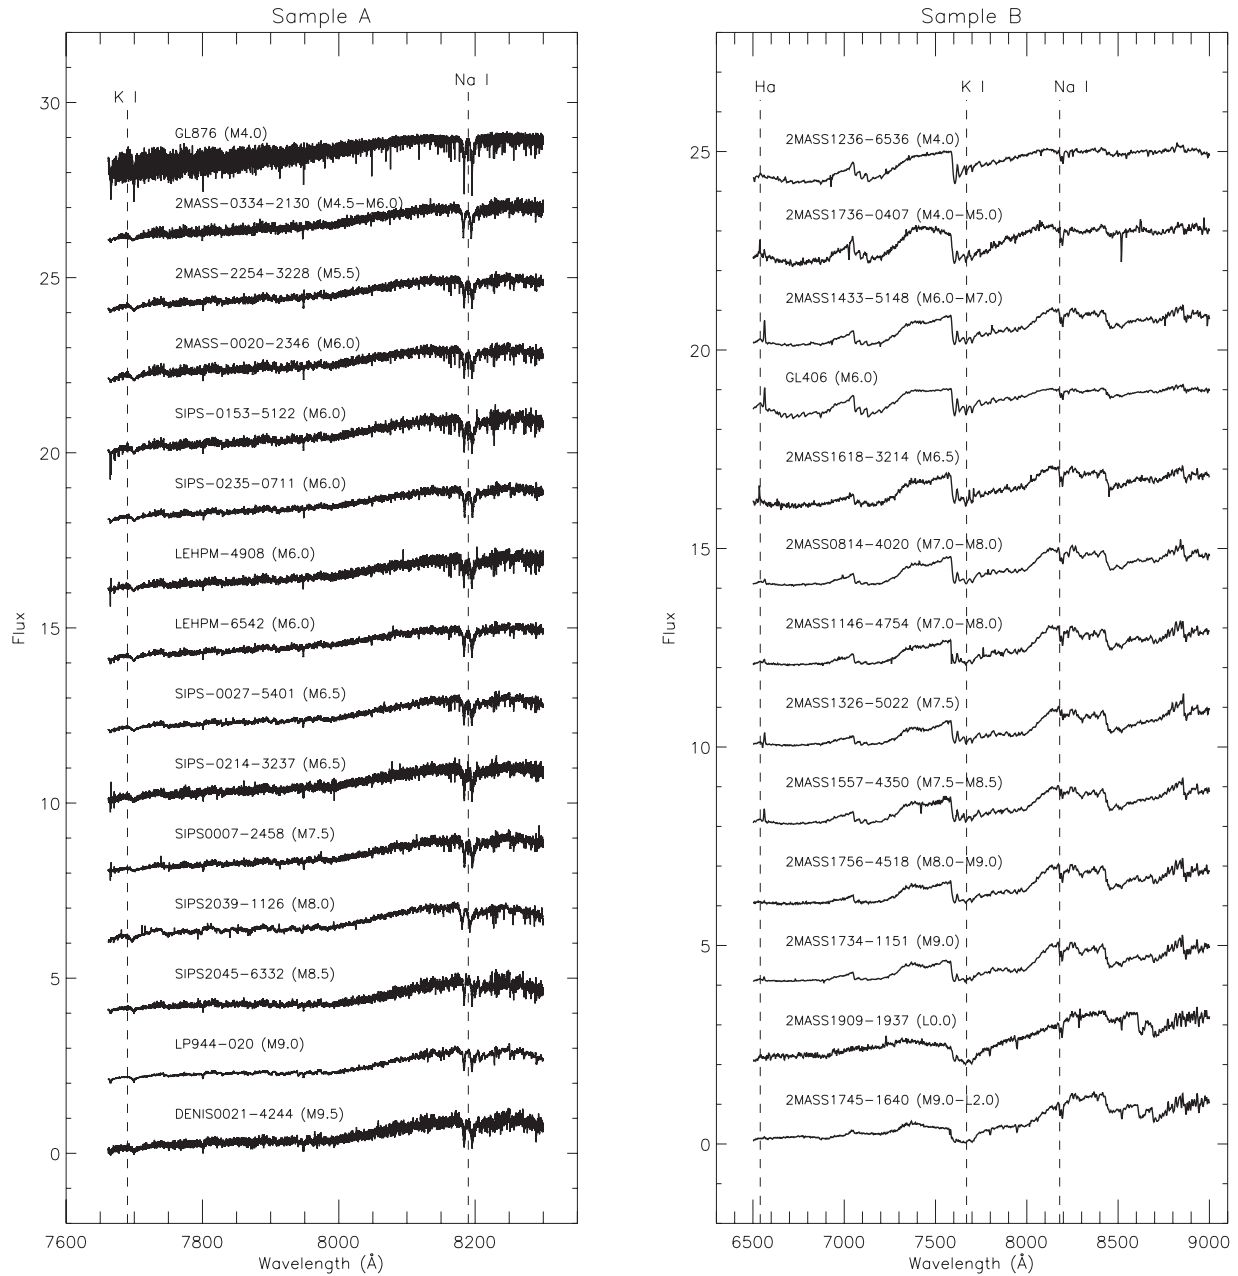 Sample A
K I
Na I
GL876 (M4.0)
2MASS-0334-2130 (M4.5-M6.0)
2MASS-2254-3228 (M5.5)
2MASS-0020-2346 (M6.0)
SIPS-0153-5122 (M6.0)
SIPS-0235-0711 (M6.0)
LEHPM-4908 (M6.0)
LEHPM-6542 (M6.0)
SIPS-0027-5401 (M6.5)
SIPS-0214-3237 (M6.5)
SIPS0007-2458 (M7.5)
SIPS2039-1126 (M8.0)
SIPS2045-6332 (M8.5)
LP944-020 (M9.0)
DENIS0021-4244 (M9.5)
30
25
20
15
10
5
0
Flux
7600 7800 8000 8200
Wavelength (Å)
Sample B
Ha
K I
Na I
2MASS1236-6536 (M4.0)
2MASS1736-0407 (M4.0-M5.0)
2MASS1433-5148 (M6.0-M7.0)
GL406 (M6.0)
2MASS1618-3214 (M6.5)
2MASS0814-4020 (M7.0-M8.0)
2MASS1146-4754 (M7.0-M8.0)
2MASS1326-5022 (M7.5)
2MASS1557-4350 (M7.5-M8.5)
2MASS1756-4518 (M8.0-M9.0)
2MASS1734-1151 (M9.0)
2MASS1909-1937 (L0.0)
2MASS1745-1640 (M9.0-L2.0)
25
20
15
10
5
0
Flux
6500 7000 7500 8000 8500 9000
Wavelength (Å)